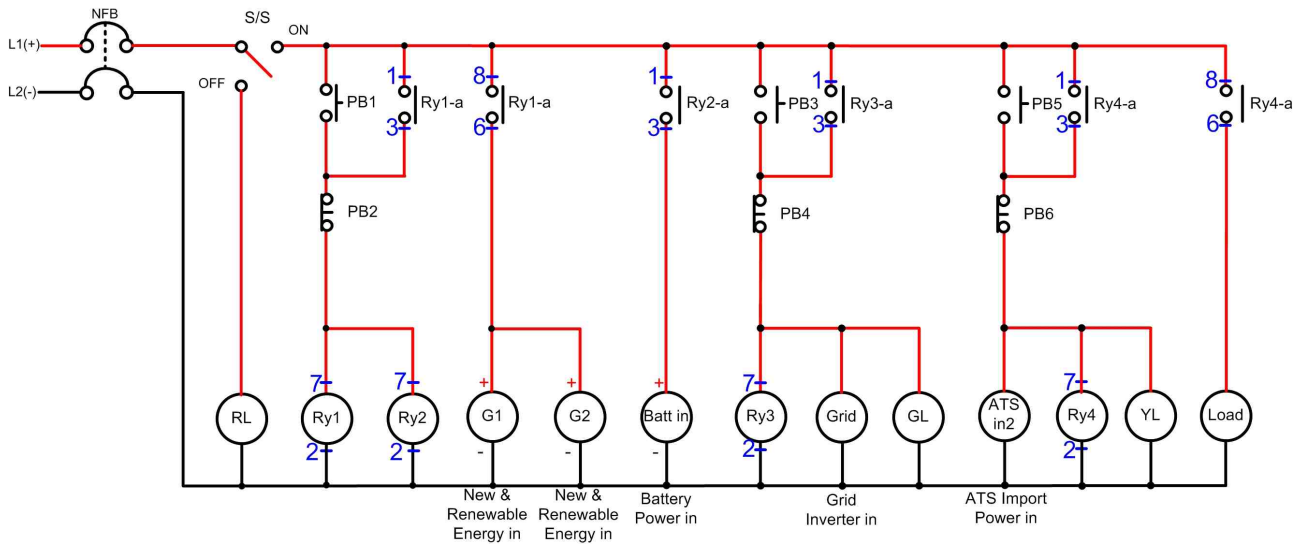 NFB
S/S
ON
L1(+)
L2(-)
OFF
1
8
1
1
1
8
PB1
Ry1-a
Ry1-a
Ry2-a
PB3
Ry3-a
PB5
Ry4-a
Ry4-a
3
6
3
3
3
6
PB2
PB4
PB6
7
7
+
+
+
7
7
RL
Ry1
Ry2
G1
G2
Batt in
Ry3
Grid
GL
ATS
in2
Ry4
YL
Load
2
2
-
-
-
2
2
New &
Renewable
Energy in
New &
Renewable
Energy in
Battery
Power in
Grid
Inverter in
ATS Import
Power in